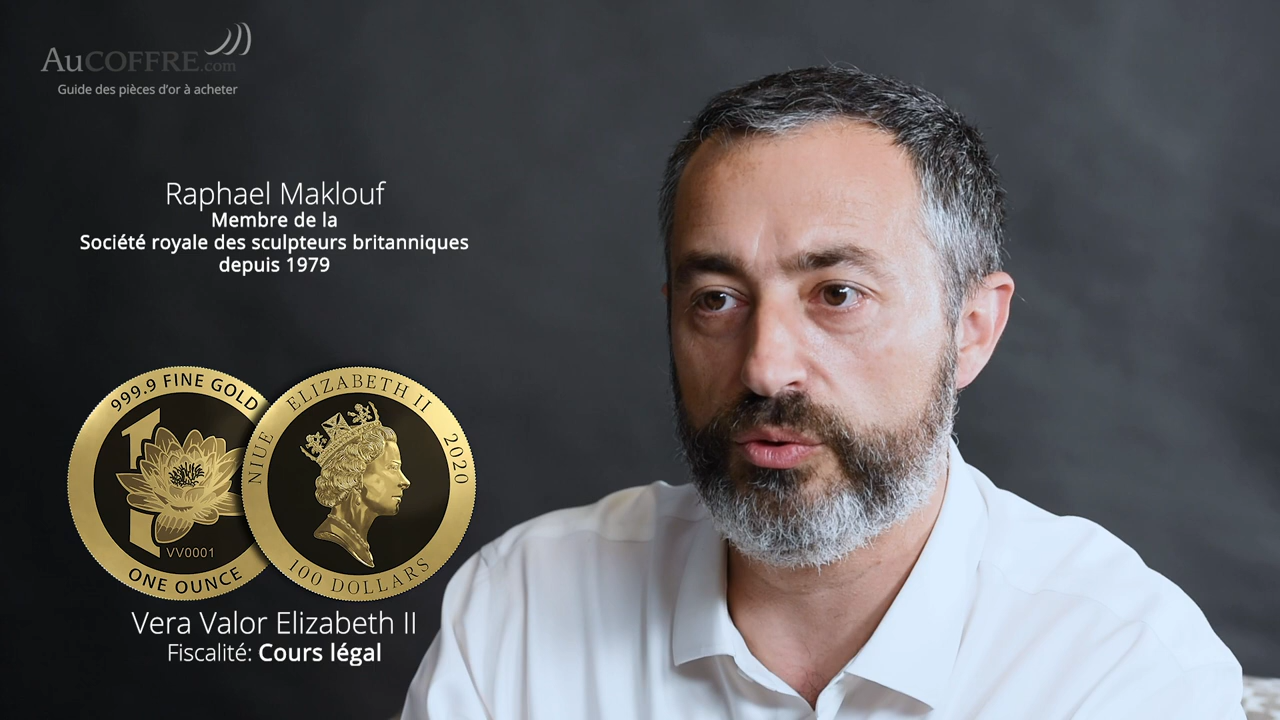 AuCOFFRE.com
Guide des pièces d'or à acheter
Raphael Maklouf
Membre de la
Société royale des sculpteurs britanniques
depuis 1979
999.9 FINE GOLD
VV0001
ONE OUNCE
NIUE ELIZABETH II 2020
100 DOLLARS
Vera Valor Elizabeth II
Fiscalité: Cours légal